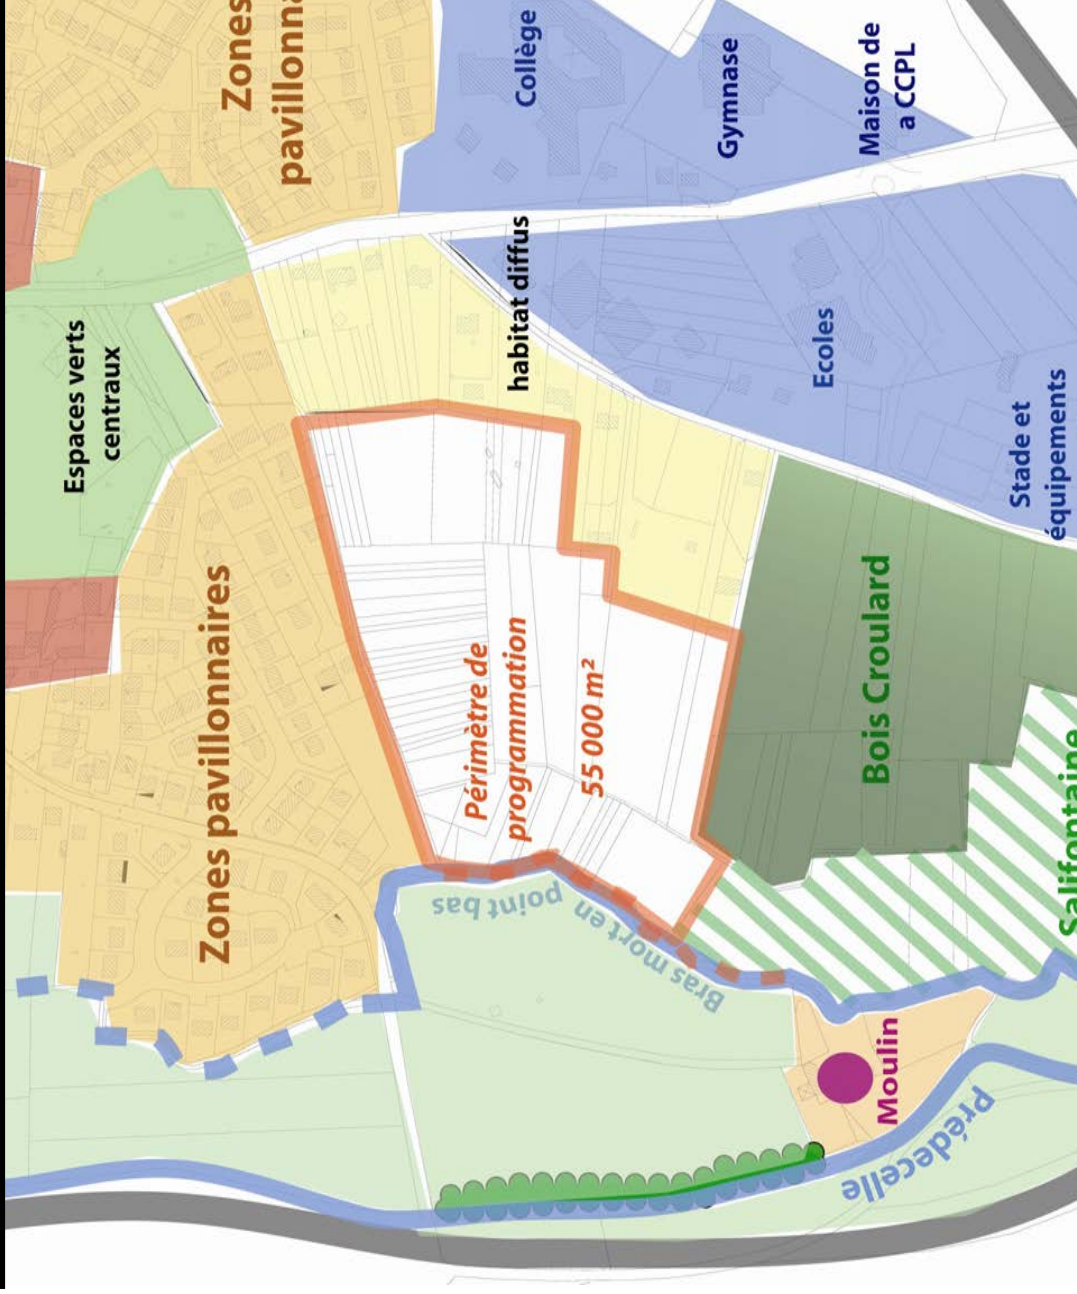 Espaces verts
centraux
Zones pavillonnaires
Zones
pavillonna
Bras mort en point bas
Périmètre de
programmation
55 000 m²
habitat diffus
Collège
Gymnase
Ecoles
Maison de
a CCPL
Prédecelle
Moulin
Bois Croulard
Stade et
équipements
Salifontaine